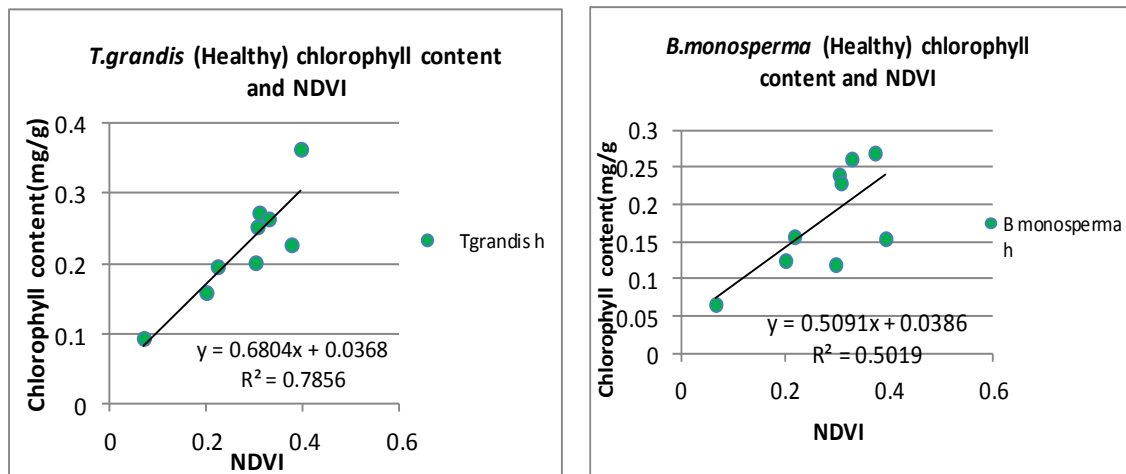 T.grandis (Healthy) chlorophyll content
and NDVI
Chlorophyll content(mg/g)
0.4
0.3
0.2
0.1
0
0
0.2
0.4
0.6
NDVI
y = 0.6804x + 0.0368
R² = 0.7856
Tgrandis h
B.monosperma (Healthy) chlorophyll
content and NDVI
Chlorophyll content(mg/g
0.3
0.25
0.2
0.15
0.1
0.05
0
0
0.2
0.4
0.6
NDVI
y = 0.5091x + 0.0386
R² = 0.5019
B monosperma
h